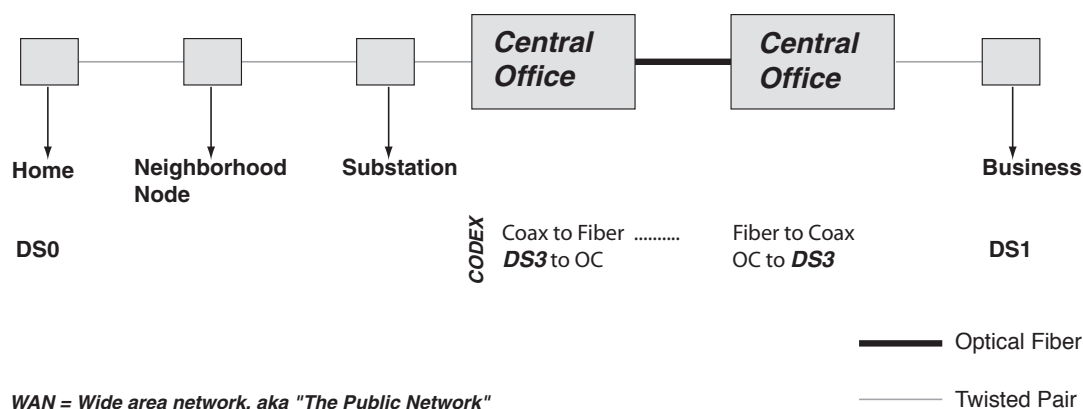 Central
Office
Central
Office
Home
Neighborhood
Node
Substation
Business
DS0
CODEX
Coax to Fiber ..........
DS3 to OC
Fiber to Coax
OC to DS3
DS1
Optical Fiber
WAN = Wide area network, aka "The Public Network"
Twisted Pair